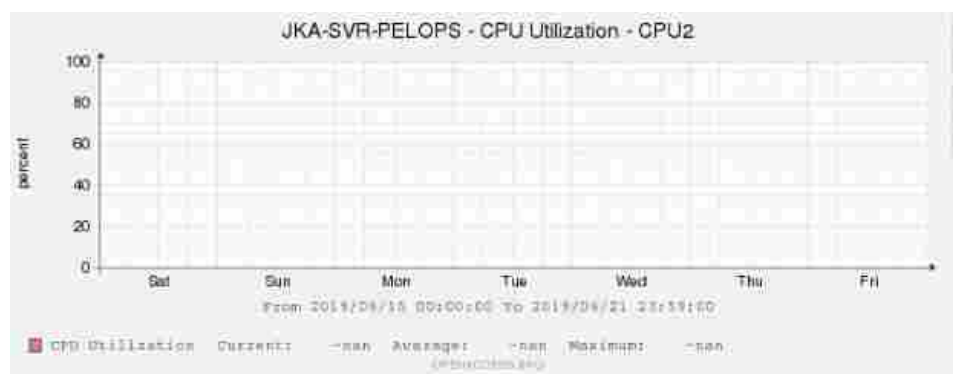 JKA-SVR-PELOPS - CPU Utilization - CPU2
100
80
60
40
20
0
percent
Sat Sun Mon Tue Wed Thu Fri
From 2019/06/15 00:00:00 To 2019/06/21 23:59:00
CPU Utilization Current: -nan Average: -nan Maximum: -nan